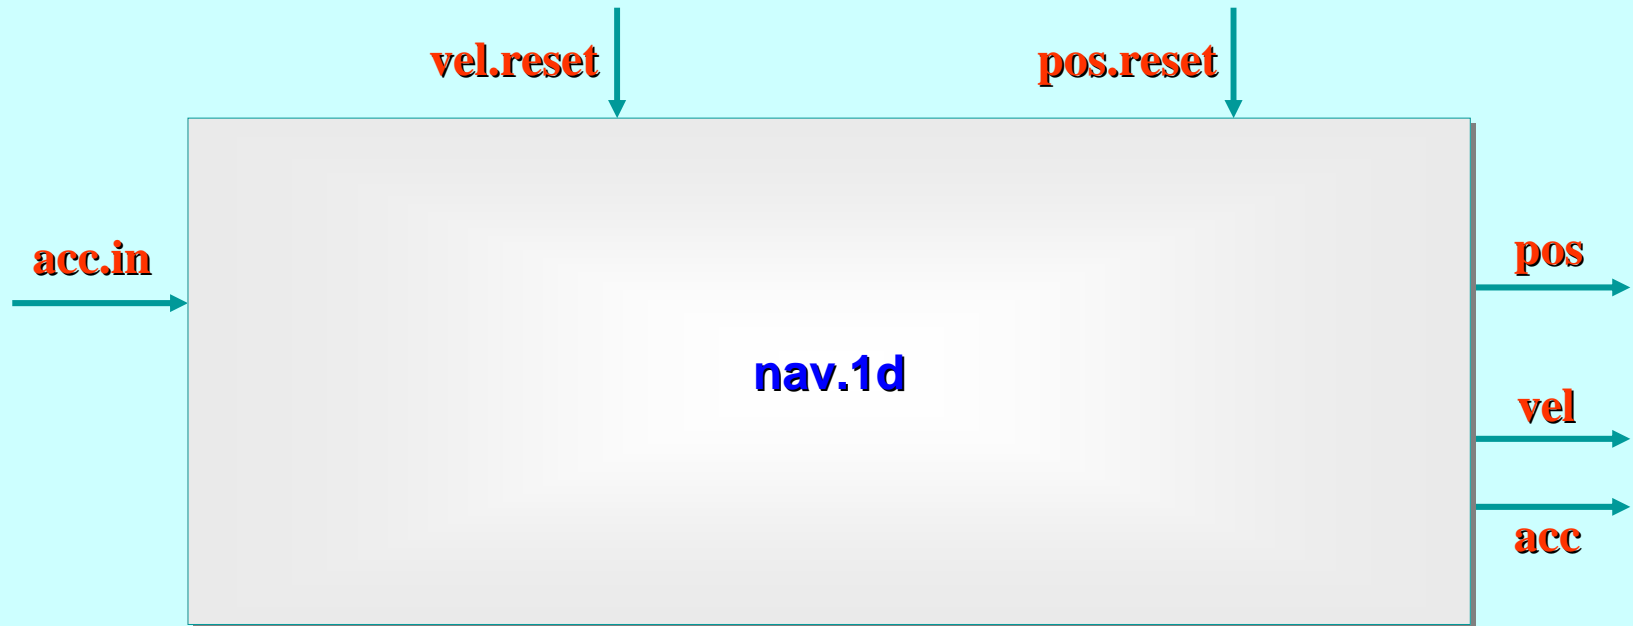 vel.reset
pos.reset
acc.in
pos
nav.1d
vel
acc